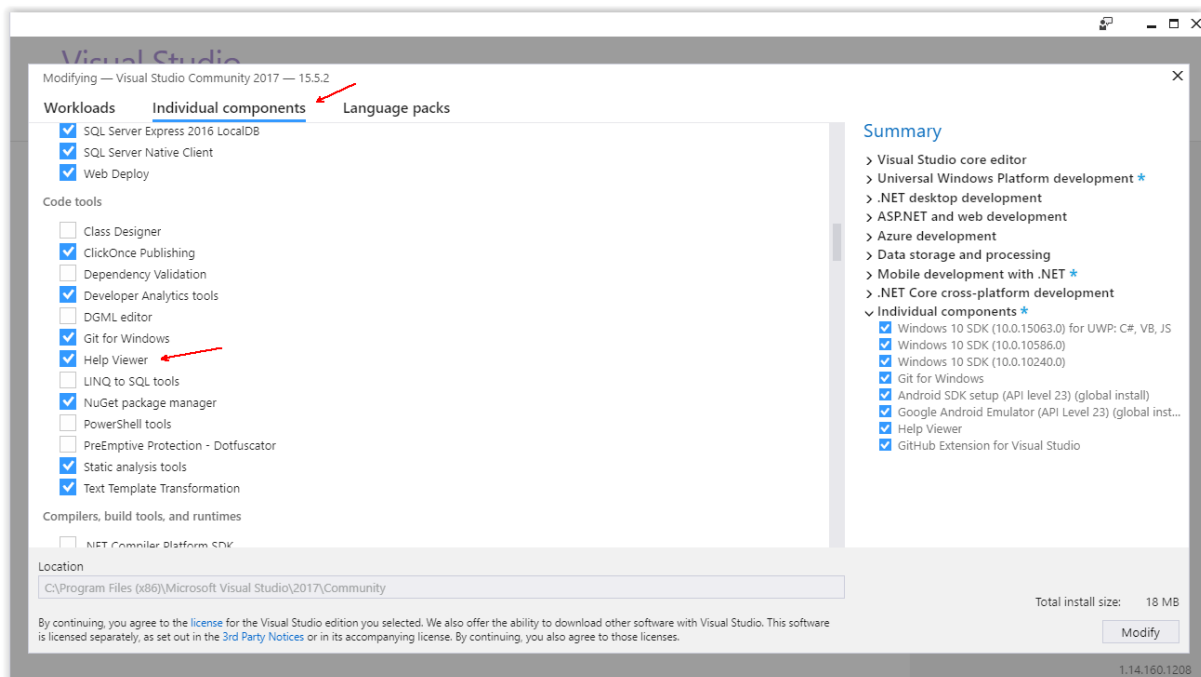 Visual Studio
Modifying — Visual Studio Community 2017 — 15.5.2
Workloads Individual components Language packs
SQL Server Express 2016 LocalDB
SQL Server Native Client
Web Deploy
Code tools
Class Designer
ClickOnce Publishing
Dependency Validation
Developer Analytics tools
DGML editor
Git for Windows
Help Viewer
LINQ to SQL tools
NuGet package manager
PowerShell tools
PreEmptive Protection - Dotfuscator
Static analysis tools
Text Template Transformation
Compilers, build tools, and runtimes
.NET Compiler Platform SDK
Summary
Visual Studio core editor
Universal Windows Platform development *
.NET desktop development
ASP.NET and web development
Azure development
Data storage and processing
Mobile development with .NET *
.NET Core cross-platform development
Individual components *
Windows 10 SDK (10.0.15063.0) for UWP: C#, VB, JS
Windows 10 SDK (10.0.10586.0)
Windows 10 SDK (10.0.10240.0)
Git for Windows
Android SDK setup (API level 23) (global install)
Google Android Emulator (API Level 23) (global inst...
Help Viewer
GitHub Extension for Visual Studio
Location
C:\Program Files (x86)\Microsoft Visual Studio\2017\Community
By continuing, you agree to the license for the Visual Studio edition you selected. We also offer the ability to download other software with Visual Studio. This software
is licensed separately, as set out in the 3rd Party Notices or in its accompanying license. By continuing, you also agree to those licenses.
Total install size: 18 MB
Modify
1.14.160.1208